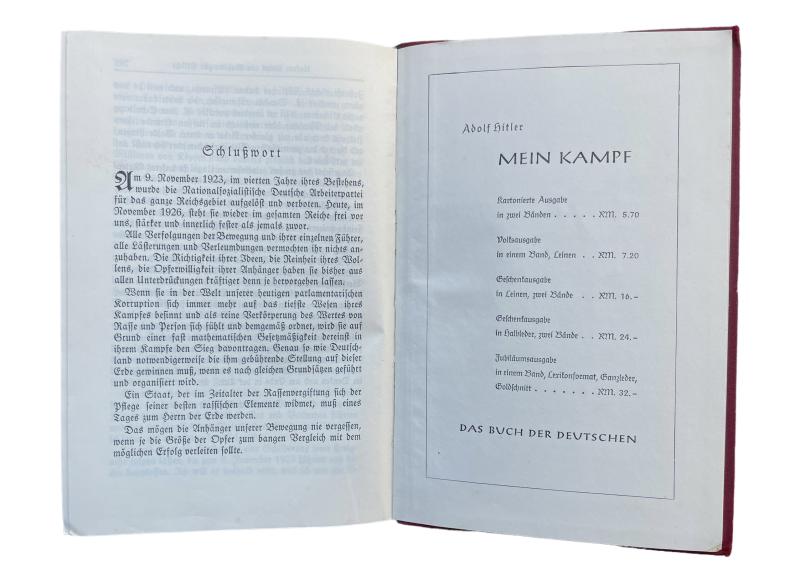 Schlußwort
Am 9. November 1923, im vierten Jahre ihres Bestehens,
wurde die Nationalsozialistische Deutsche Arbeiterpartei
für das ganze Reichsgebiet aufgelöst und verboten. Heute, im
November 1926, steht sie wieder im gesamten Reiche frei vor
uns, stärker und innerlich fester als jemals zuvor.
Alle Verfolgungen der Bewegung und ihrer einzelnen Führer,
alle Lästerungen und Verleumdungen vermochten ihr nichts an-
zuhaben. Die Richtigkeit ihrer Ideen, die Reinheit ihres Wol-
lens, die Opferwilligkeit ihrer Anhänger haben sie bisher aus
allen Unterdrückungen kräftiger denn je hervorgehen lassen.
Wenn sie in der Welt unserer heutigen parlamentarischen
Korruption sich immer mehr auf das tiefste Wesen ihres
Kampfes besinnt und als reine Verkörperung des Wertes von
Rasse und Person sich fühlt und demgemäß ordnet, wird sie auf
Grund einer fast mathematischen Gesetzmäßigkeit dereinst in
ihrem Kampfe den Sieg davontragen. Genau so wie Deutsch-
land notwendigerweise die ihm gebührende Stellung auf dieser
Erde gewinnen muß, wenn es nach gleichen Grundsätzen geführt
und organisiert wird.
Ein Staat, der im Zeitalter der Rassenvergiftung sich der
Pflege seiner besten rassischen Elemente widmet, muß eines
Tages zum Herrn der Erde werden.
Das mögen die Anhänger unserer Bewegung nie vergessen,
wenn je die Größe der Opfer zum bangen Vergleich mit dem
möglichen Erfolg verleiten sollte.
Adolf Hitler
MEIN KAMPF
Kartonierte Ausgabe
in zwei Bänden . . . . . RM. 5.70
Volksausgabe
in einem Band, Leinen . . RM. 7.20
Geschenkausgabe
in Leinen, zwei Bände . . RM. 16.–
Geschenkausgabe
in Halbleder, zwei Bände . . RM. 24.–
Jubiläumsausgabe
in einem Band, Lexikonformat, Ganzleder,
Goldschnitt . . . . . . . RM. 32.–
DAS BUCH DER DEUTSCHEN